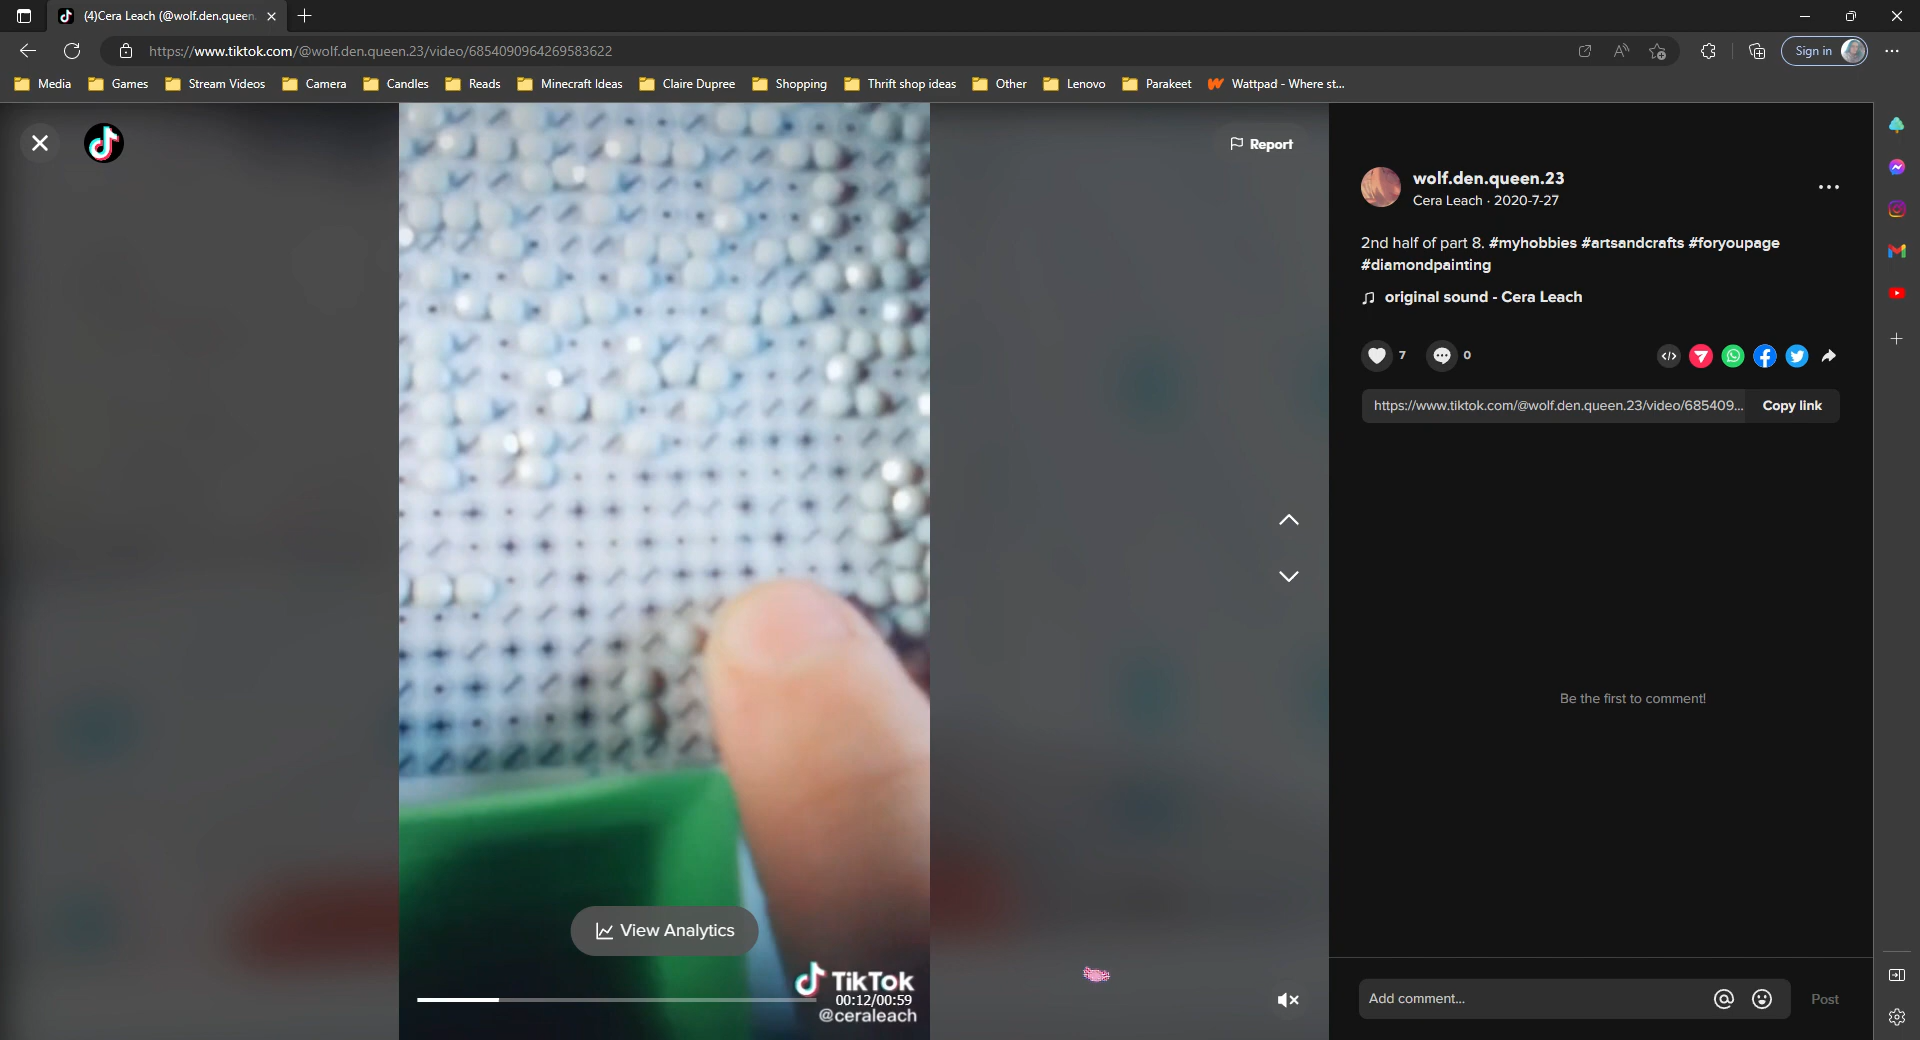 (4)Cera Leach (@wolf.den.queen.
https://www.tiktok.com/@wolf.den.queen.23/video/6854090964269583622
Sign in
Media
Games
Stream Videos
Camera
Candles
Reads
Minecraft Ideas
Claire Dupree
Shopping
Thrift shop ideas
Other
Lenovo
Parakeet
Wattpad - Where st...
Report
wolf.den.queen.23
Cera Leach · 2020-7-27
2nd half of part 8. #myhobbies #artsandcrafts #foryoupage
#diamondpainting
original sound - Cera Leach
7
0
https://www.tiktok.com/@wolf.den.queen.23/video/685409...
Copy link
Be the first to comment!
View Analytics
TikTok
00:12/00:59
@ceraleach
Add comment...
Post